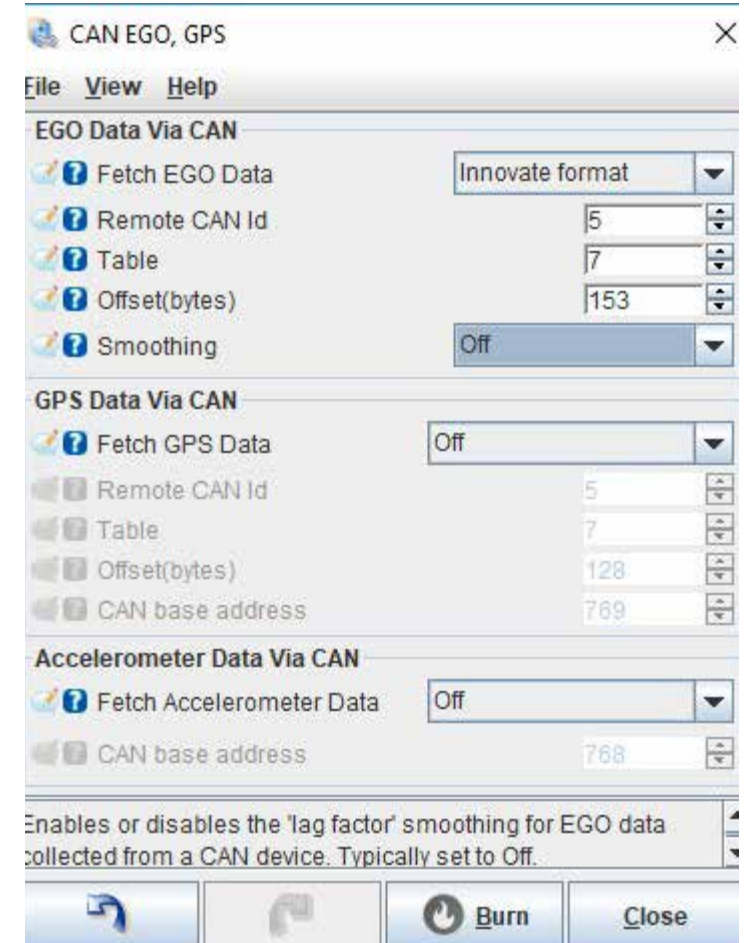 CAN EGO, GPS
File View Help
EGO Data Via CAN
Fetch EGO Data Innovate format
Remote CAN Id 5
Table 7
Offset(bytes) 153
Smoothing Off
GPS Data Via CAN
Fetch GPS Data Off
Remote CAN Id 5
Table 7
Offset(bytes) 128
CAN base address 769
Accelerometer Data Via CAN
Fetch Accelerometer Data Off
CAN base address 768
Enables or disables the 'lag factor' smoothing for EGO data
collected from a CAN device. Typically set to Off.
Burn Close